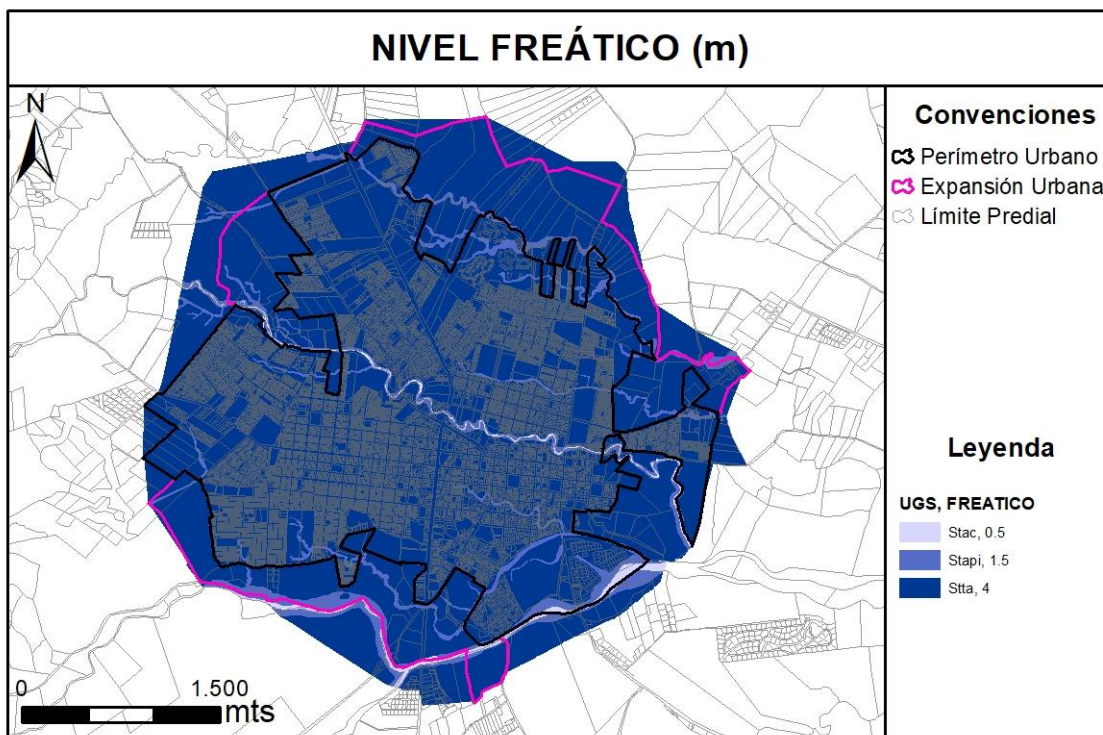 NIVEL FREÁTICO (m)
N
Convenciones
Perímetro Urbano
Expansión Urbana
Límite Predial
Leyenda
UGS, FREATICO
Stac, 0.5
Stapi, 1.5
Stta, 4
0 1.500
mts